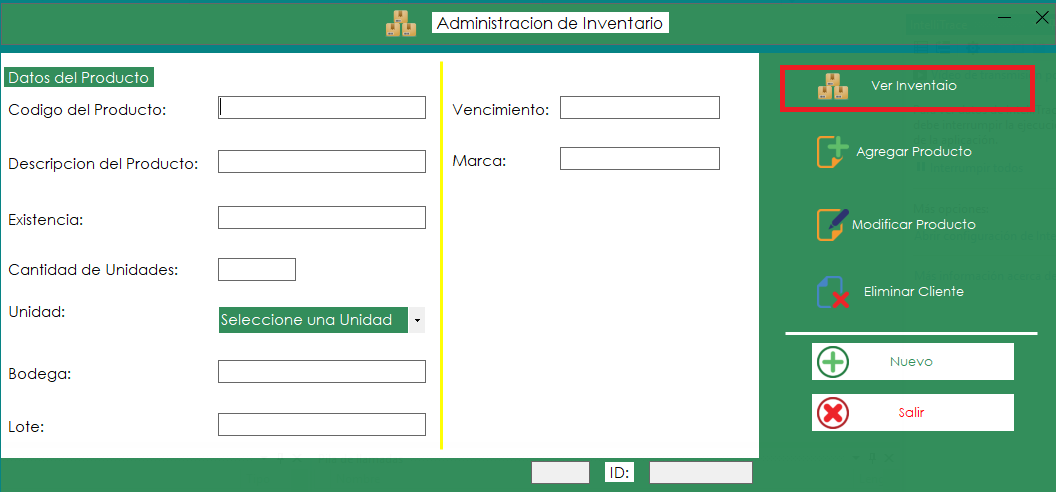 Administracion de Inventario
Datos del Producto
Codigo del Producto:
Descripcion del Producto:
Existencia:
Cantidad de Unidades:
Unidad:
Seleccione una Unidad
Bodega:
Lote:
Vencimiento:
Marca:
Ver Inventaio
Agregar Producto
Modificar Producto
Eliminar Cliente
Nuevo
Salir
ID: